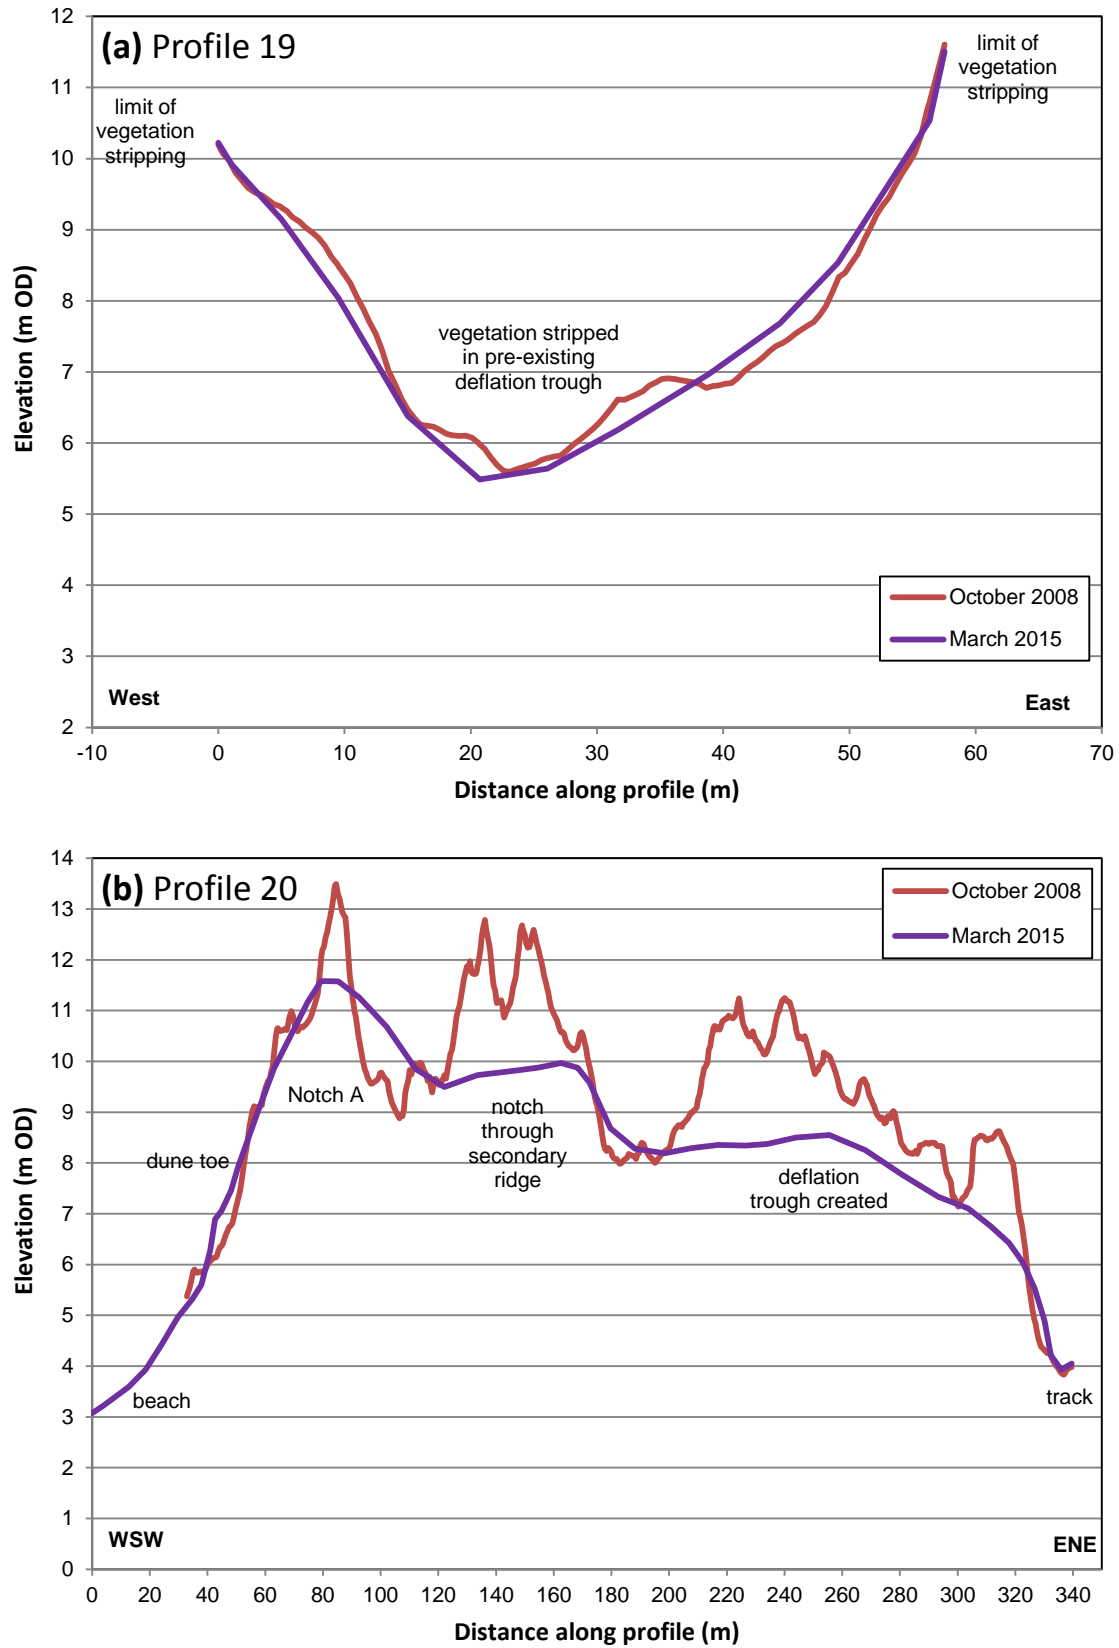 (a) Profile 19
limit of
vegetation
stripping
limit of
vegetation
stripping
vegetation stripped
in pre-existing
deflation trough
October 2008
March 2015
West
East
12
11
10
9
8
7
6
5
4
3
2
Elevation (m OD)
-10 0 10 20 30 40 50 60 70
Distance along profile (m)
(b) Profile 20
October 2008
March 2015
Notch A
dune toe
notch
through
secondary
ridge
deflation
trough created
beach
track
WSW
ENE
14
13
12
11
10
9
8
7
6
5
4
3
2
1
0
Elevation (m OD)
0 20 40 60 80 100 120 140 160 180 200 220 240 260 280 300 320 340
Distance along profile (m)